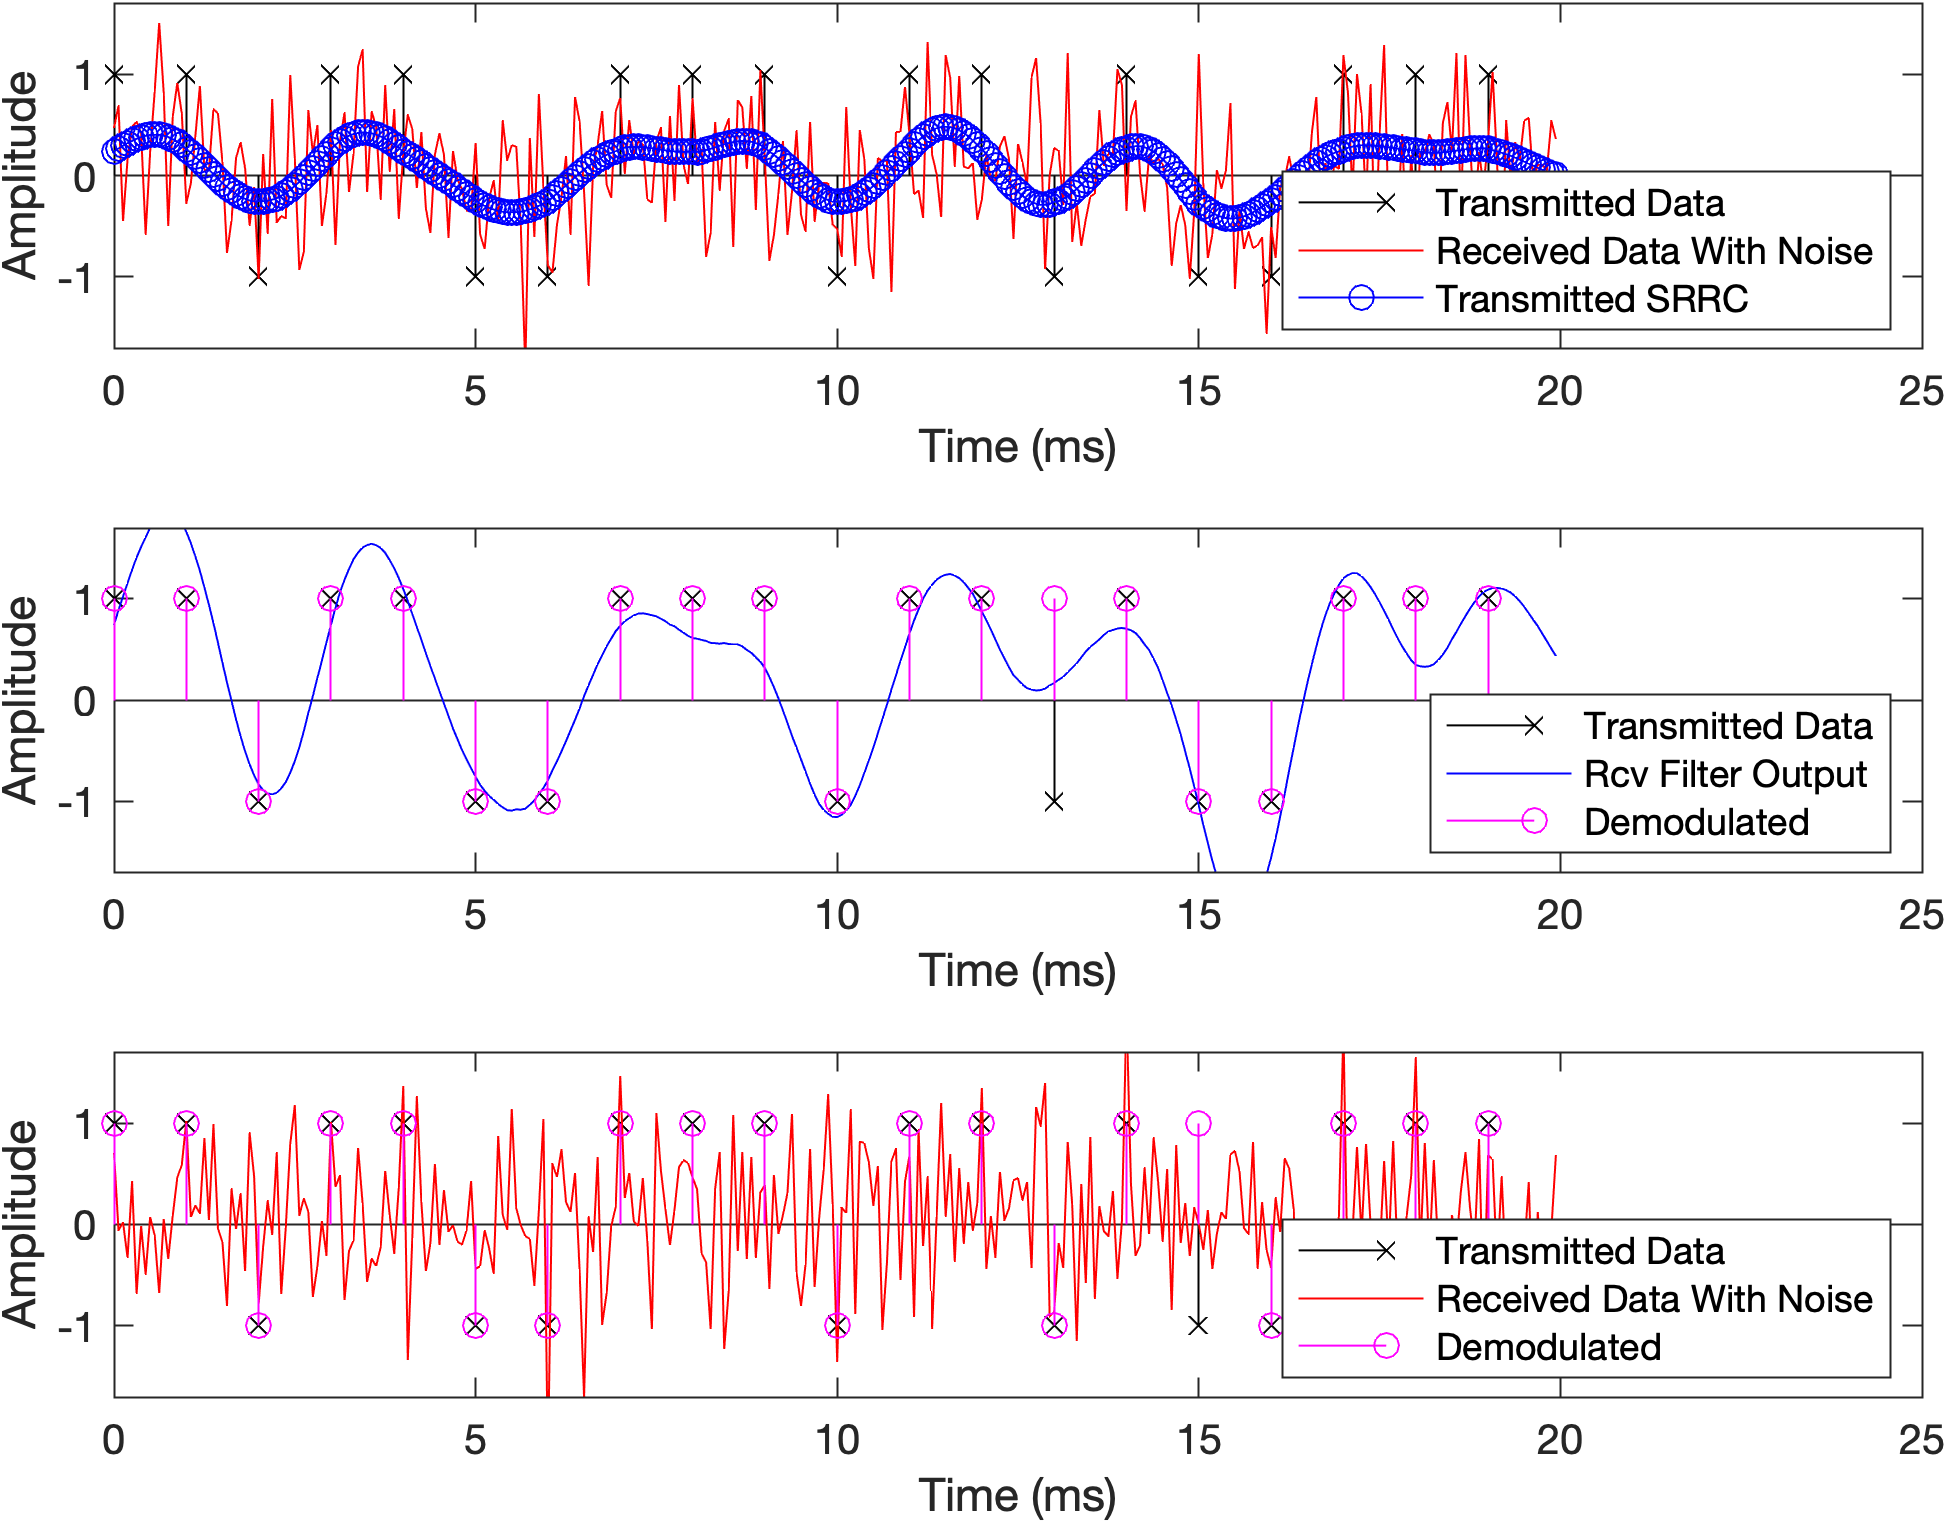 Amplitude
1
0
-1
Transmitted Data
Received Data With Noise
Transmitted SRRC
0 5 10 15 20 25
Time (ms)
Amplitude
1
0
-1
Transmitted Data
Rcv Filter Output
Demodulated
0 5 10 15 20 25
Time (ms)
Amplitude
1
0
-1
Transmitted Data
Received Data With Noise
Demodulated
0 5 10 15 20 25
Time (ms)